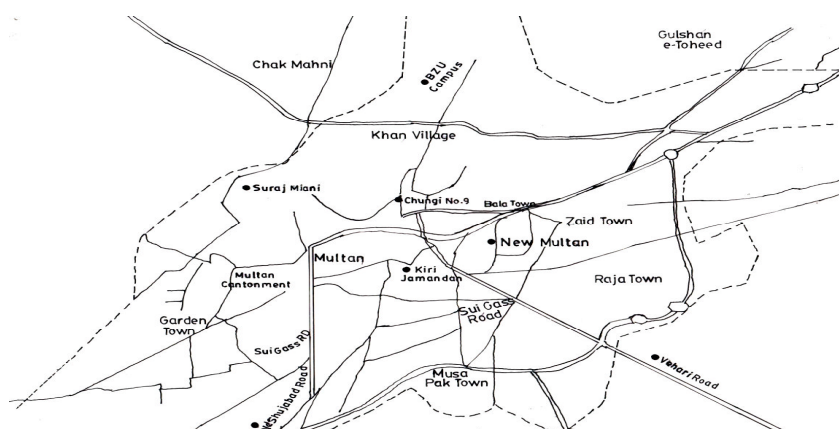 Gulshan
e-Toheed
Chak Mahni
BZU
Campus
Khan Village
Suraj Miani
Chungi No.9
Bala Town
Zaid Town
New Multan
Multan
Kiri
Jamandan
Multan
Cantonment
Raja Town
Sui Gass
Road
Garden
Town
Sui Gass RD
Musa
Pak Town
Vehari Road
Shujabad Road